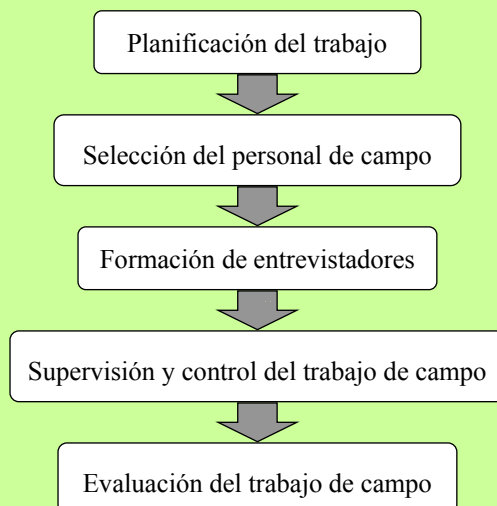 Planificación del trabajo
Selección del personal de campo
Formación de entrevistadores
Supervisión y control del trabajo de campo
Evaluación del trabajo de campo